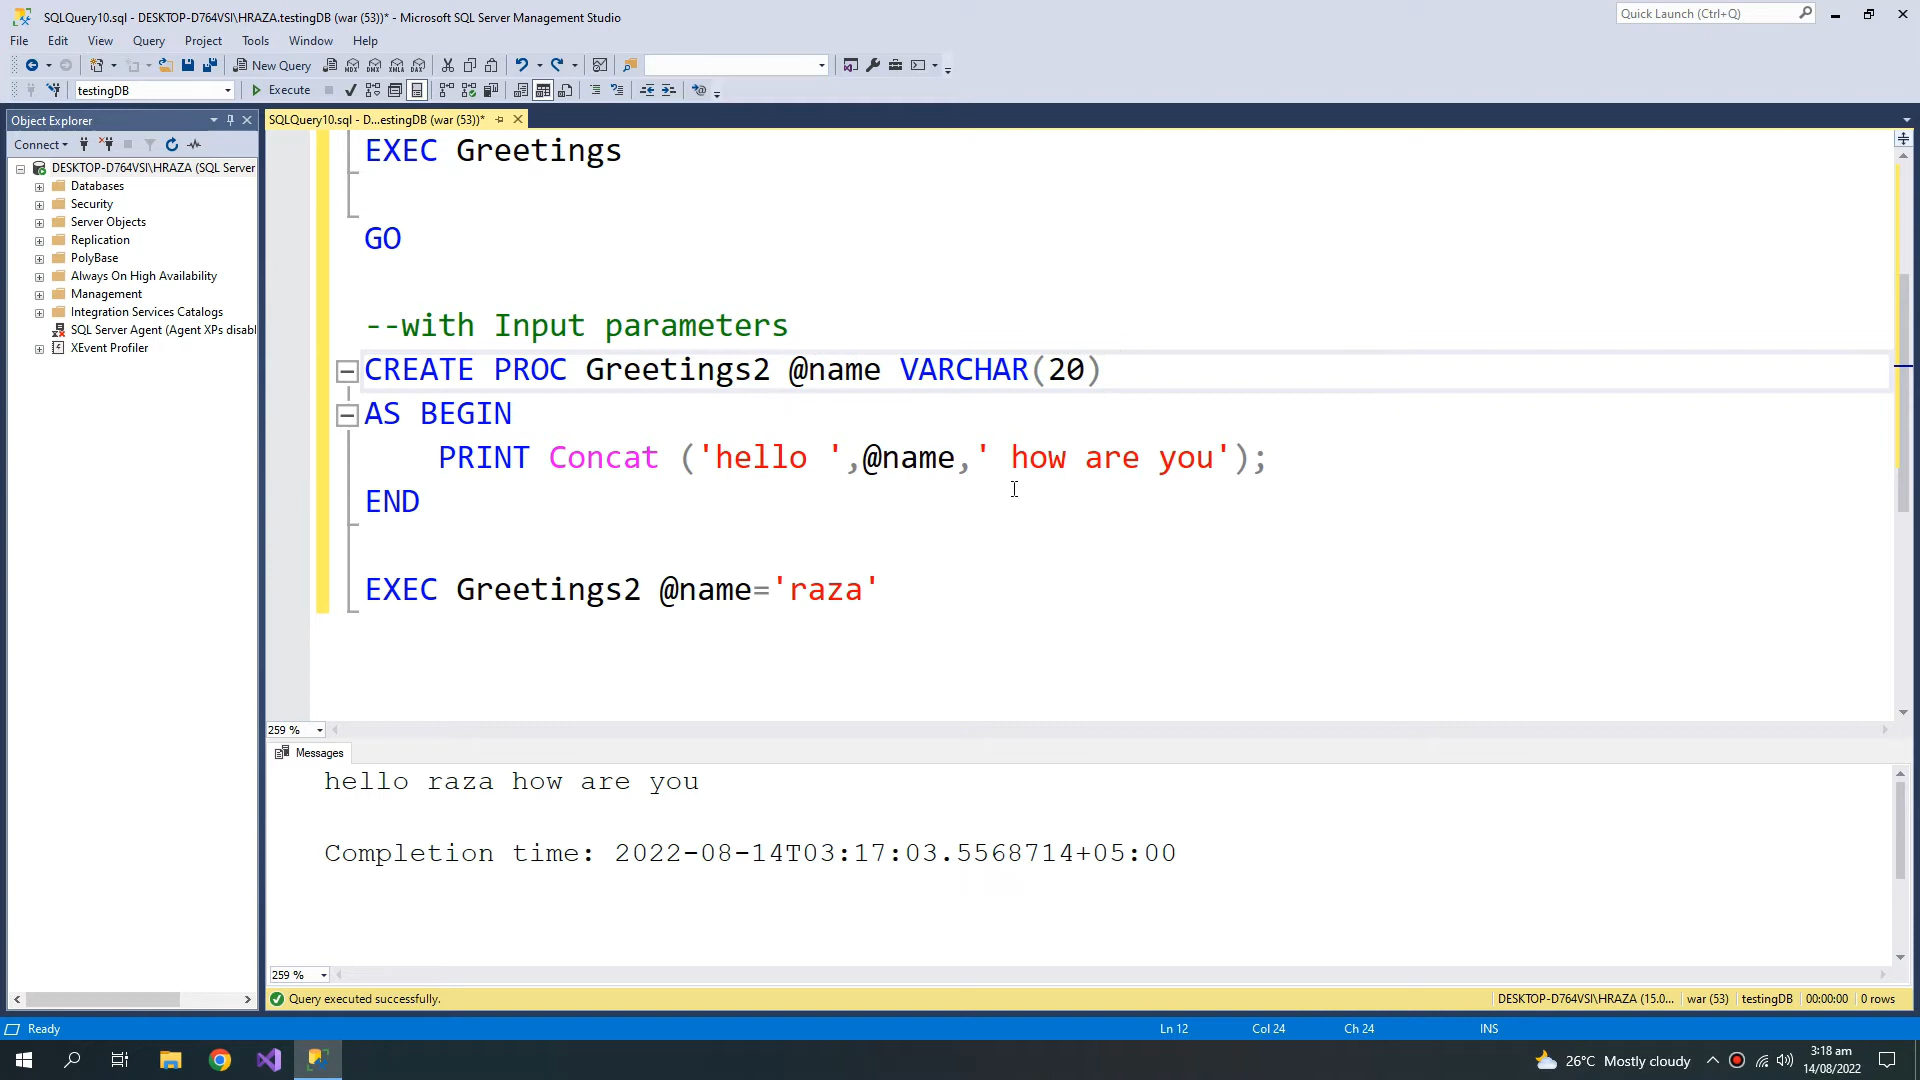 SQLQuery10.sql - DESKTOP-D764VSI\HRAZA.testingDB (war (53))* - Microsoft SQL Server Management Studio
Quick Launch (Ctrl+Q)
File Edit View Query Project Tools Window Help
New Query
MDX DMX XMLA DAX
testingDB
Execute
Object Explorer
SQLQuery10.sql - D...estingDB (war (53))*
Connect
DESKTOP-D764VSI\HRAZA (SQL Server
Databases
Security
Server Objects
Replication
PolyBase
Always On High Availability
Management
Integration Services Catalogs
SQL Server Agent (Agent XPs disabl
XEvent Profiler
EXEC Greetings
GO
--with Input parameters
CREATE PROC Greetings2 @name VARCHAR(20)
AS BEGIN
PRINT Concat ('hello ',@name,' how are you');
END
EXEC Greetings2 @name='raza'
259 %
Messages
hello raza how are you
Completion time: 2022-08-14T03:17:03.5568714+05:00
259 %
Query executed successfully.
DESKTOP-D764VSI\HRAZA (15.0... war (53) testingDB 00:00:00 0 rows
Ready
Ln 12 Col 24 Ch 24 INS
26°C Mostly cloudy
3:18 am
14/08/2022